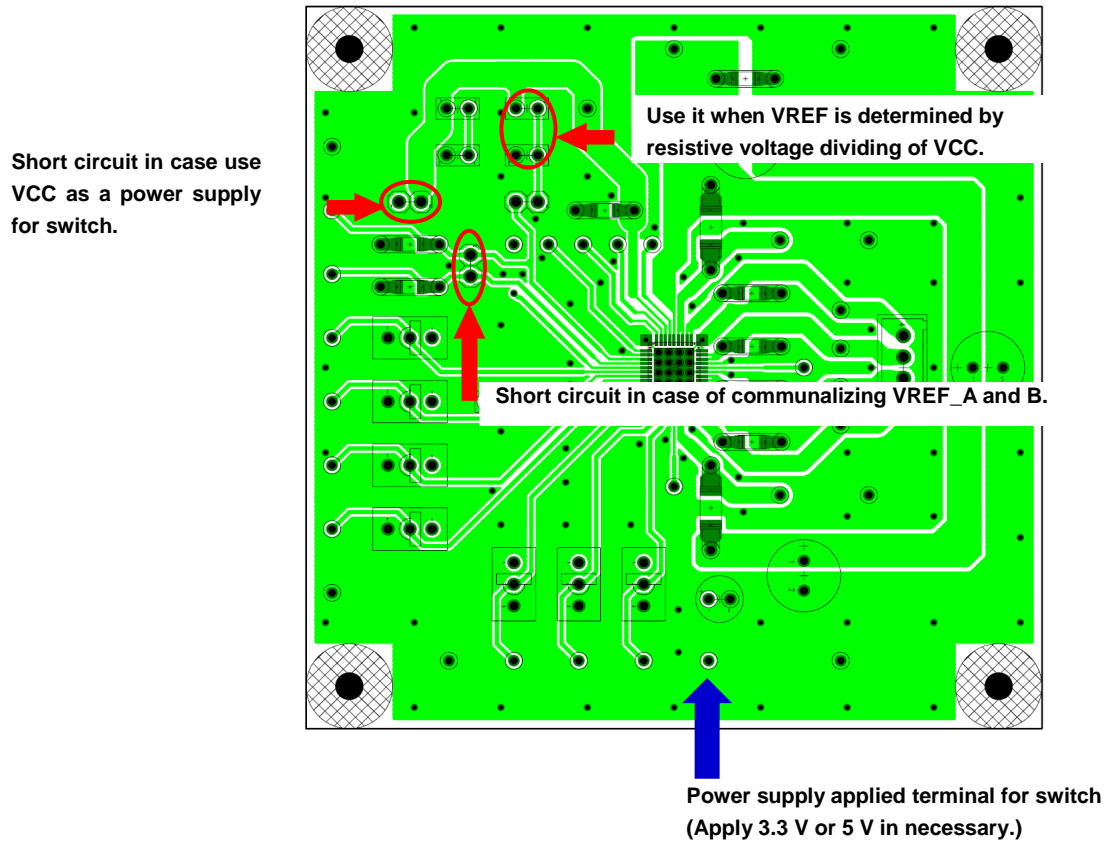 Use it when VREF is determined by
resistive voltage dividing of VCC.
Short circuit in case use
VCC as a power supply
for switch.
Short circuit in case of communalizing VREF_A and B.
Power supply applied terminal for switch
(Apply 3.3 V or 5 V in necessary.)